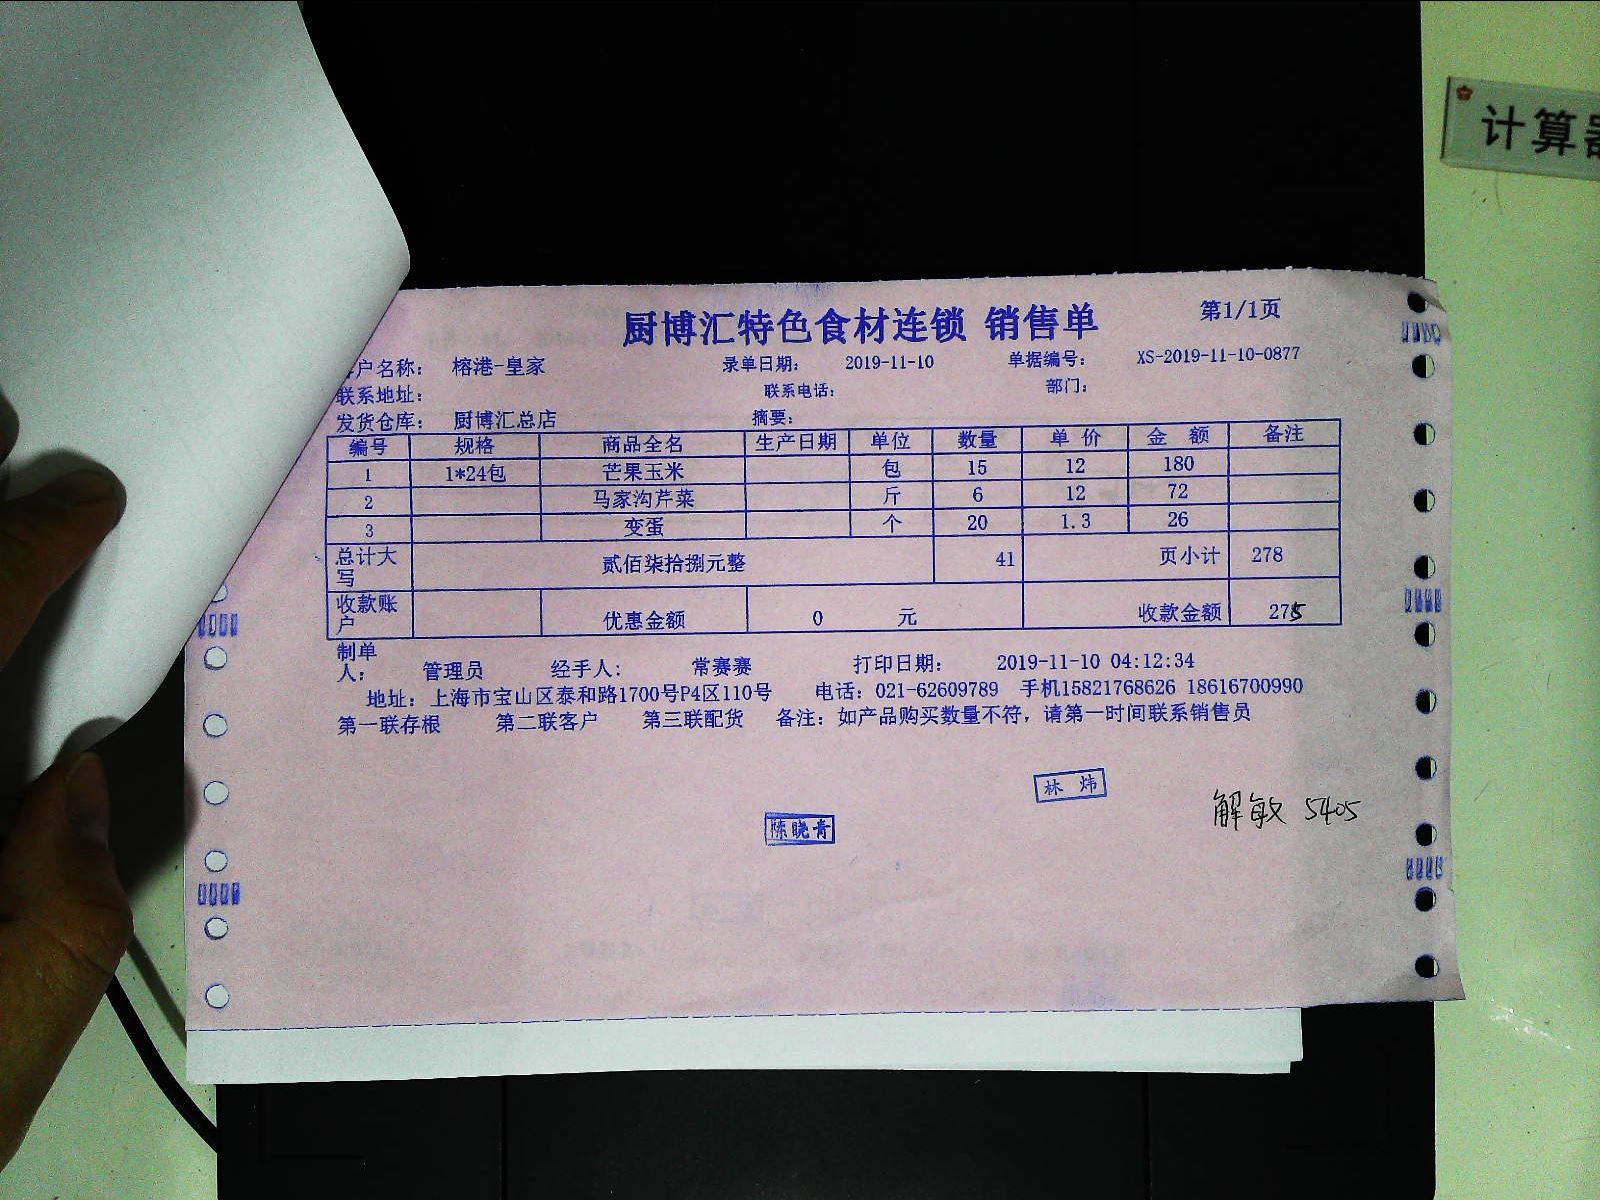 计算
厨博汇特色食材连锁 销售单 第1/1页
户名称： 榕港-皇家 录单日期： 2019-11-10 单据编号： XS-2019-11-10-0877
联系地址： 联系电话： 部门：
发货仓库： 厨博汇总店 摘要：
编号 规格 商品全名 生产日期 单位 数量 单 价 金 额 备注
1 1*24包 芒果玉米 包 15 12 180
2 马家沟芹菜 斤 6 12 72
3 变蛋 个 20 1.3 26
总计大写 贰佰柒拾捌元整 41 页小计 278
收款账户 优惠金额 0 元 收款金额 275
制单人： 管理员 经手人： 常赛赛 打印日期： 2019-11-10 04:12:34
地址：上海市宝山区泰和路1700号P4区110号 电话：021-62609789 手机15821768626 18616700990
第一联存根 第二联客户 第三联配货 备注：如产品购买数量不符，请第一时间联系销售员
林 炜
陈晓青
解敏 5405